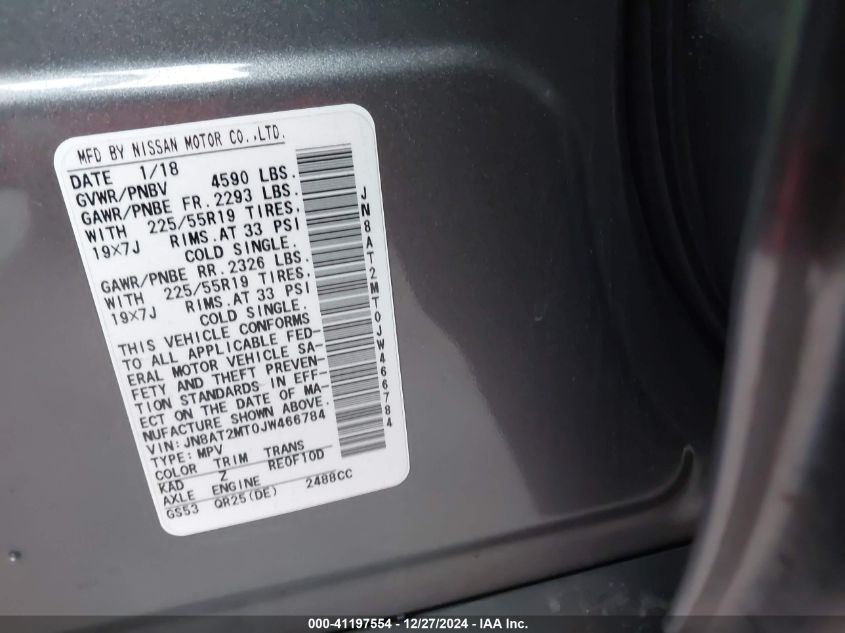 MFD BY NISSAN MOTOR CO.,LTD.
DATE 1/18
GVWR/PNBV 4590 LBS.
GAWR/PNBE FR. 2293 LBS.
WITH 225/55R19 TIRES,
19X7J RIMS.AT 33 PSI
COLD SINGLE.
GAWR/PNBE RR. 2326 LBS.
WITH 225/55R19 TIRES,
19X7J RIMS.AT 33 PSI
COLD SINGLE.
THIS VEHICLE CONFORMS
TO ALL APPLICABLE FED-
ERAL MOTOR VEHICLE SA-
FETY AND THEFT PREVEN-
TION STANDARDS IN EFF-
ECT ON THE DATE OF MA-
NUFACTURE SHOWN ABOVE.
VIN: JN8AT2MT0JW466784
TYPE: MPV
COLOR TRIM TRANS
KAD Z RE0F10D
AXLE ENGINE
GS53 QR25(DE) 2488CC
JN8AT2MT0JW466784
000-41197554 - 12/27/2024 - IAA Inc.